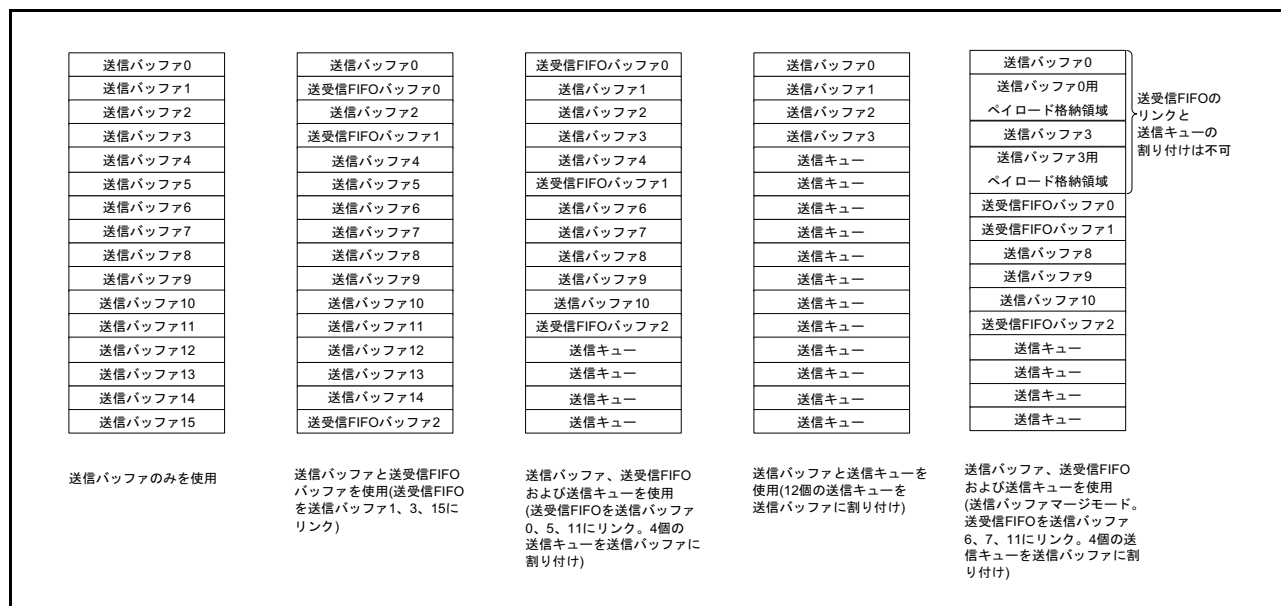 送信バッファ0
送信バッファ1
送信バッファ2
送信バッファ3
送信バッファ4
送信バッファ5
送信バッファ6
送信バッファ7
送信バッファ8
送信バッファ9
送信バッファ10
送信バッファ11
送信バッファ12
送信バッファ13
送信バッファ14
送信バッファ15
送信バッファのみを使用
送信バッファ0
送受信FIFOバッファ0
送信バッファ2
送受信FIFOバッファ1
送信バッファ4
送信バッファ5
送信バッファ6
送信バッファ7
送信バッファ8
送信バッファ9
送信バッファ10
送信バッファ11
送信バッファ12
送信バッファ13
送信バッファ14
送受信FIFOバッファ2
送信バッファと送受信FIFO
バッファを使用(送受信FIFO
を送信バッファ1、3、15に
リンク)
送受信FIFOバッファ0
送信バッファ1
送信バッファ2
送信バッファ3
送信バッファ4
送受信FIFOバッファ1
送信バッファ6
送信バッファ7
送信バッファ8
送信バッファ9
送信バッファ10
送受信FIFOバッファ2
送信キュー
送信キュー
送信キュー
送信キュー
送信バッファ、送受信FIFO
および送信キューを使用
(送受信FIFOを送信バッファ
0、5、11にリンク。4個の
送信キューを送信バッファに
割り付け)
送信バッファ0
送信バッファ1
送信バッファ2
送信バッファ3
送信キュー
送信キュー
送信キュー
送信キュー
送信キュー
送信キュー
送信キュー
送信キュー
送信キュー
送信キュー
送信キュー
送信キュー
送信バッファと送信キューを
使用(12個の送信キューを
送信バッファに割り付け)
送信バッファ0
送信バッファ0用
ペイロード格納領域
送信バッファ3
送信バッファ3用
ペイロード格納領域
送受信FIFOバッファ0
送受信FIFOバッファ1
送信バッファ8
送信バッファ9
送信バッファ10
送受信FIFOバッファ2
送信キュー
送信キュー
送信キュー
送信キュー
送受信FIFOの
リンクと
送信キューの
割り付けは不可
送信バッファ、送受信FIFO
および送信キューを使用
(送信バッファマージモード。
送受信FIFOを送信バッファ
6、7、11にリンク。4個の送
信キューを送信バッファに割
り付け)